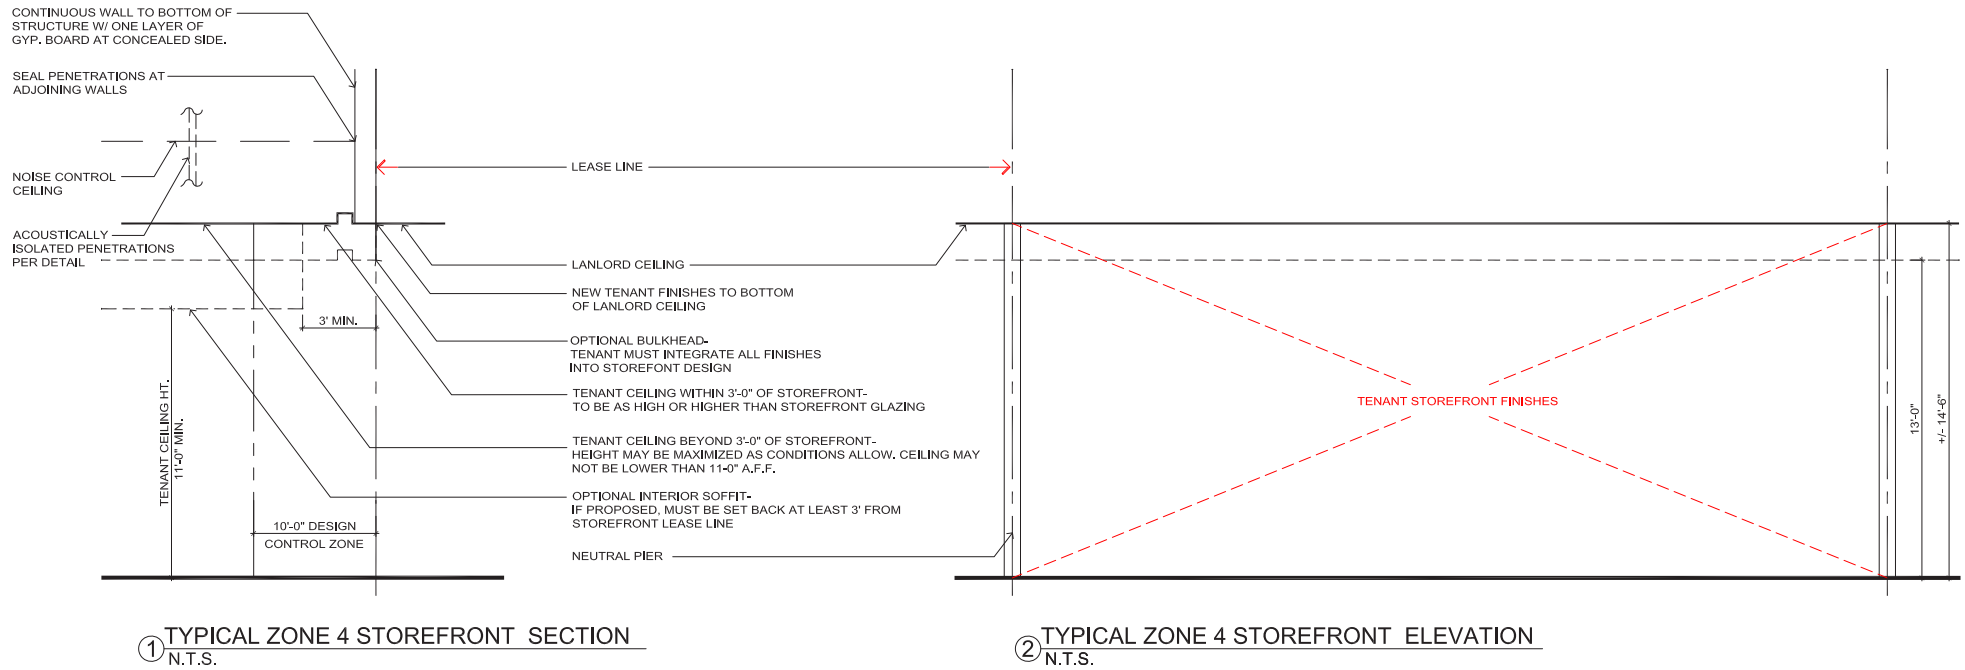 CONTINUOUS WALL TO BOTTOM OF
STRUCTURE W/ ONE LAYER OF
GYP. BOARD AT CONCEALED SIDE.
SEAL PENETRATIONS AT
ADJOINING WALLS
NOISE CONTROL
CEILING
ACOUSTICALLY
ISOLATED PENETRATIONS
PER DETAIL
LEASE LINE
LANLORD CEILING
NEW TENANT FINISHES TO BOTTOM
OF LANLORD CEILING
3' MIN.
OPTIONAL BULKHEAD-
TENANT MUST INTEGRATE ALL FINISHES
INTO STOREFONT DESIGN
TENANT CEILING WITHIN 3'-0" OF STOREFRONT-
TO BE AS HIGH OR HIGHER THAN STOREFRONT GLAZING
TENANT CEILING BEYOND 3'-0" OF STOREFRONT-
HEIGHT MAY BE MAXIMIZED AS CONDITIONS ALLOW. CEILING MAY
NOT BE LOWER THAN 11-0" A.F.F.
OPTIONAL INTERIOR SOFFIT-
IF PROPOSED, MUST BE SET BACK AT LEAST 3' FROM
STOREFRONT LEASE LINE
NEUTRAL PIER
TENANT CEILING HT.
11'-0" MIN.
10'-0" DESIGN
CONTROL ZONE
TENANT STOREFRONT FINISHES
13'-0"
+/- 14'-6"
1 TYPICAL ZONE 4 STOREFRONT SECTION
N.T.S.
2 TYPICAL ZONE 4 STOREFRONT ELEVATION
N.T.S.